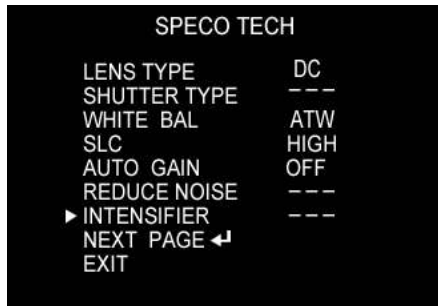 SPECO TECH
LENS TYPE DC
SHUTTER TYPE ---
WHITE BAL ATW
SLC HIGH
AUTO GAIN OFF
REDUCE NOISE ---
▶ INTENSIFIER ---
NEXT PAGE ↵
EXIT